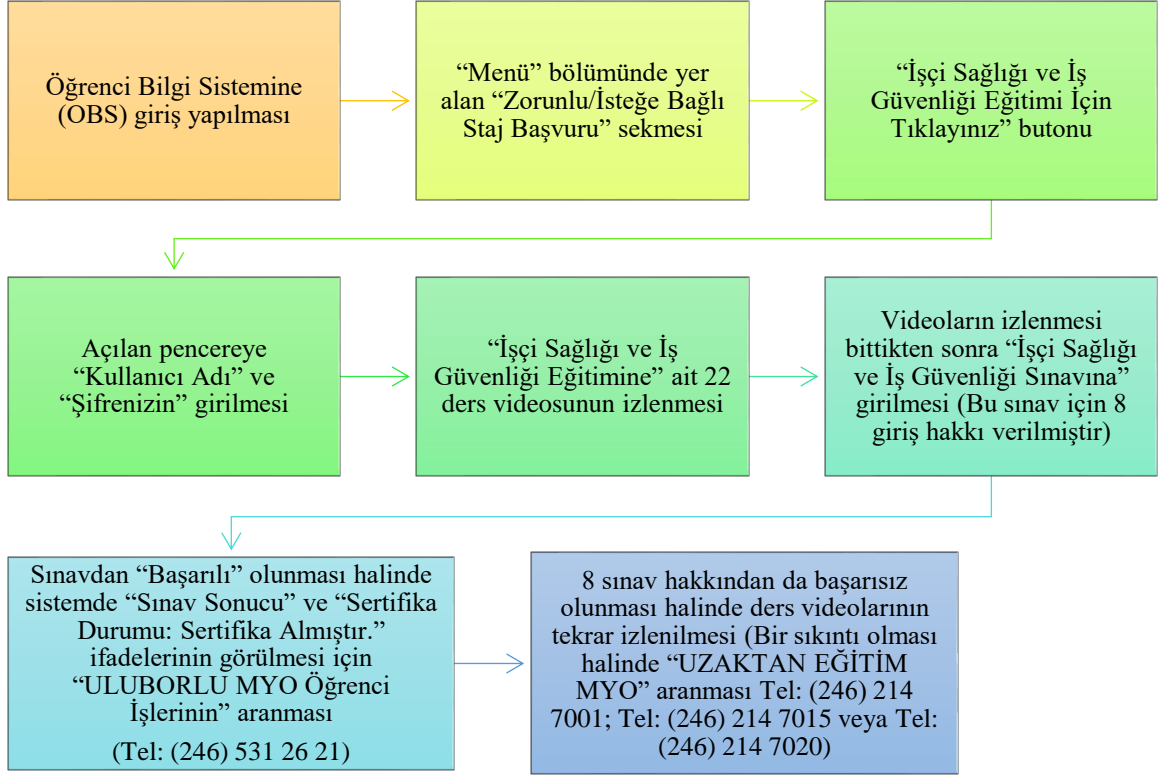 Öğrenci Bilgi Sistemine
(OBS) giriş yapılması
“Menü” bölümünde yer
alan “Zorunlu/İsteğe Bağlı
Staj Başvuru” sekmesi
“İşçi Sağlığı ve İş
Güvenliği Eğitimi İçin
Tıklayınız” butonu
Açılan pencereye
“Kullanıcı Adı” ve
“Şifrenizin” girilmesi
“İşçi Sağlığı ve İş
Güvenliği Eğitimine” ait 22
ders videosunun izlenmesi
Videoların izlenmesi
bittikten sonra “İşçi Sağlığı
ve İş Güvenliği Sınavına”
girilmesi (Bu sınav için 8
giriş hakkı verilmiştir)
Sınavdan “Başarılı” olunması halinde
sistemde “Sınav Sonucu” ve “Sertifika
Durumu: Sertifika Almıştır.”
ifadelerinin görülmesi için
“ULUBORLU MYO Öğrenci
İşlerinin” aranması
(Tel: (246) 531 26 21)
8 sınav hakkından da başarısız
olunması halinde ders videolarının
tekrar izlenilmesi (Bir sıkıntı olması
halinde “UZAKTAN EĞİTİM
MYO” aranması Tel: (246) 214
7001; Tel: (246) 214 7015 veya Tel:
(246) 214 7020)